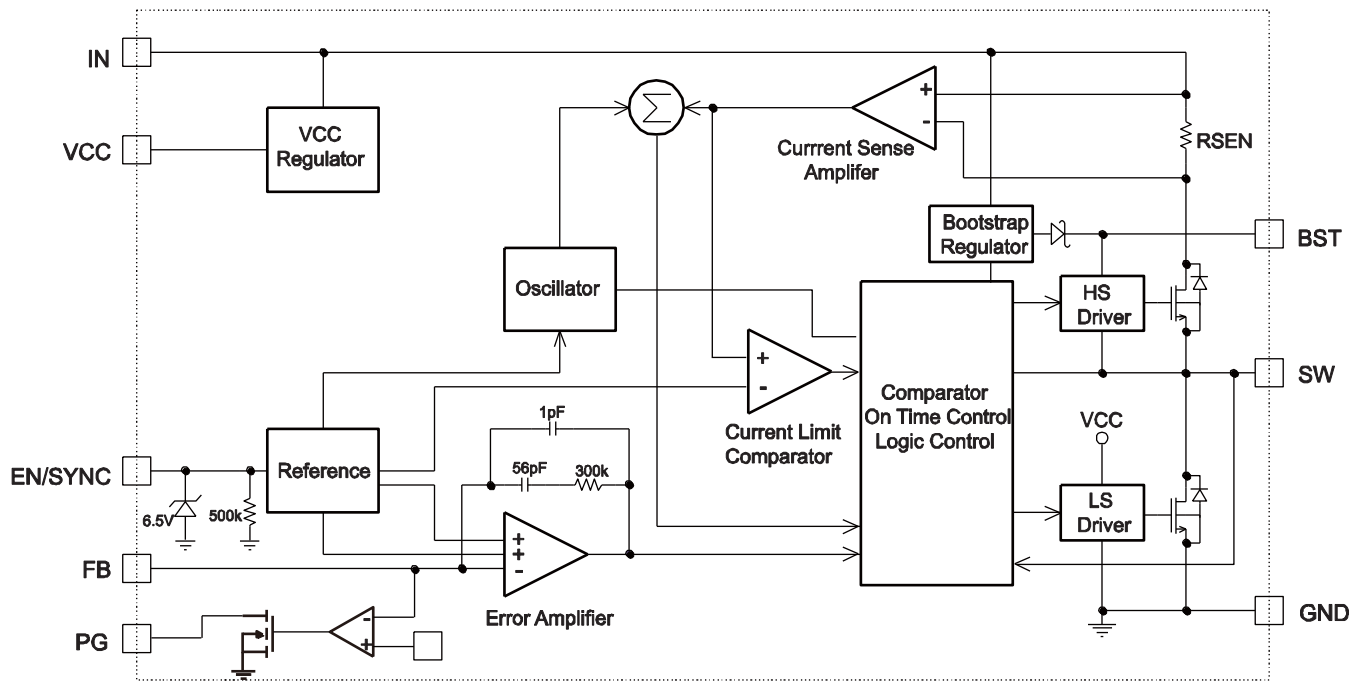 IN
VCC
VCC
Regulator
Σ
+
-
Currrent Sense
Amplifer
RSEN
Bootstrap
Regulator
BST
Oscillator
HS
Driver
+
-
Current Limit
Comparator
Comparator
On Time Control
Logic Control
SW
VCC
1pF
56pF
300k
EN/SYNC
Reference
6.5V
500k
LS
Driver
+
+
-
Error Amplifier
FB
PG
-
+
GND